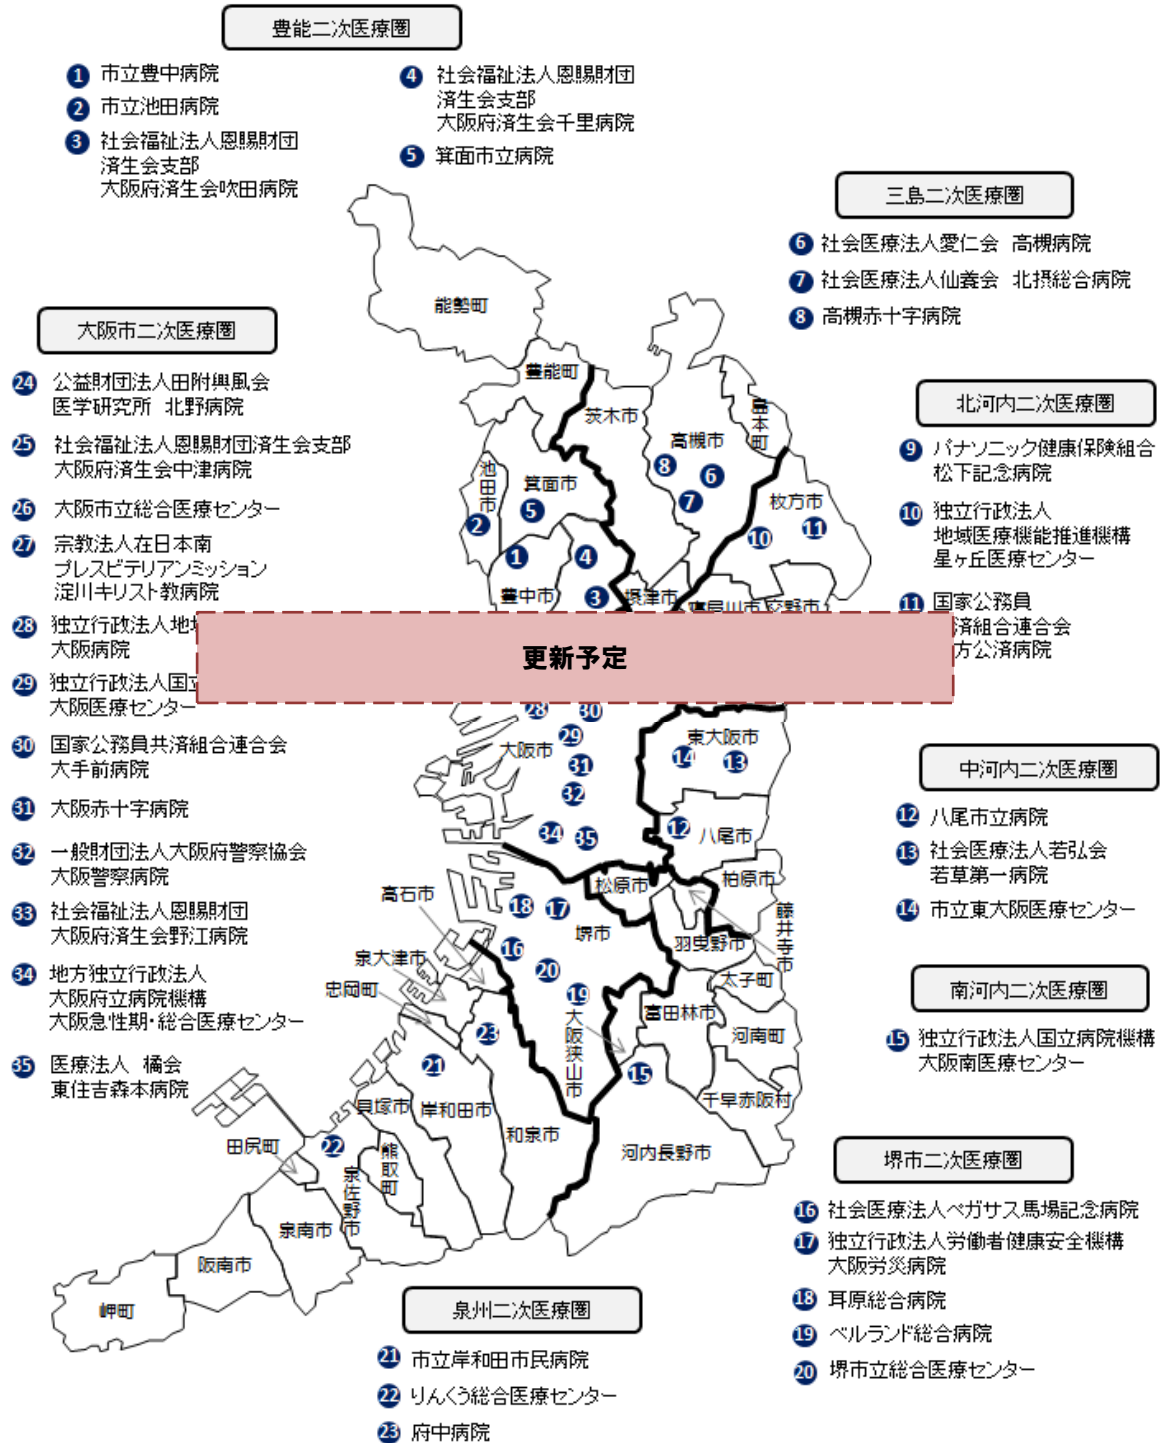 豊能二次医療圏
1 市立豊中病院
2 市立池田病院
3 社会福祉法人恩賜財団
済生会支部
大阪府済生会吹田病院
4 社会福祉法人恩賜財団
済生会支部
大阪府済生会千里病院
5 箕面市立病院
三島二次医療圏
6 社会医療法人愛仁会 高槻病院
7 社会医療法人仙養会 北摂総合病院
8 高槻赤十字病院
大阪市二次医療圏
24 公益財団法人田附興風会
医学研究所 北野病院
25 社会福祉法人恩賜財団済生会支部
大阪府済生会中津病院
26 大阪市立総合医療センター
27 宗教法人在日本南
プレスビテリアンミッション
淀川キリスト教病院
28 独立行政法人地
大阪病院
29 独立行政法人国立
大阪医療センター
30 国家公務員共済組合連合会
大手前病院
31 大阪赤十字病院
32 一般財団法人大阪府警察協会
大阪警察病院
33 社会福祉法人恩賜財団
大阪府済生会野江病院
34 地方独立行政法人
大阪府立病院機構
大阪急性期・総合医療センター
35 医療法人 橘会
東住吉森本病院
北河内二次医療圏
9 パナソニック健康保険組合
松下記念病院
10 独立行政法人
地域医療機能推進機構
星ヶ丘医療センター
11 国家公務員
済組合連合会
方公済病院
更新予定
中河内二次医療圏
12 八尾市立病院
13 社会医療法人若弘会
若草第一病院
14 市立東大阪医療センター
南河内二次医療圏
15 独立行政法人国立病院機構
大阪南医療センター
堺市二次医療圏
16 社会医療法人ペガサス馬場記念病院
17 独立行政法人労働者健康安全機構
大阪労災病院
18 耳原総合病院
19 ベルランド総合病院
20 堺市立総合医療センター
泉州二次医療圏
21 市立岸和田市民病院
22 りんくう総合医療センター
23 府中病院
能勢町
豊能町
茨木市
島本町
高槻市
8
6
7
池田市
2
箕面市
5
枚方市
10
11
1
豊中市
4
3
摂津市
寝屋川市
交野市
28
30
大阪市
29
31
32
34
35
東大阪市
14
13
12
八尾市
柏原市
松原市
藤井寺市
羽曳野市
高石市
18
17
堺市
16
20
19
泉大津市
忠岡町
太子町
富田林市
河南町
大阪狭山市
15
千早赤阪村
23
21
貝塚市
岸和田市
和泉市
河内長野市
田尻町
22
熊取町
泉佐野市
泉南市
阪南市
岬町